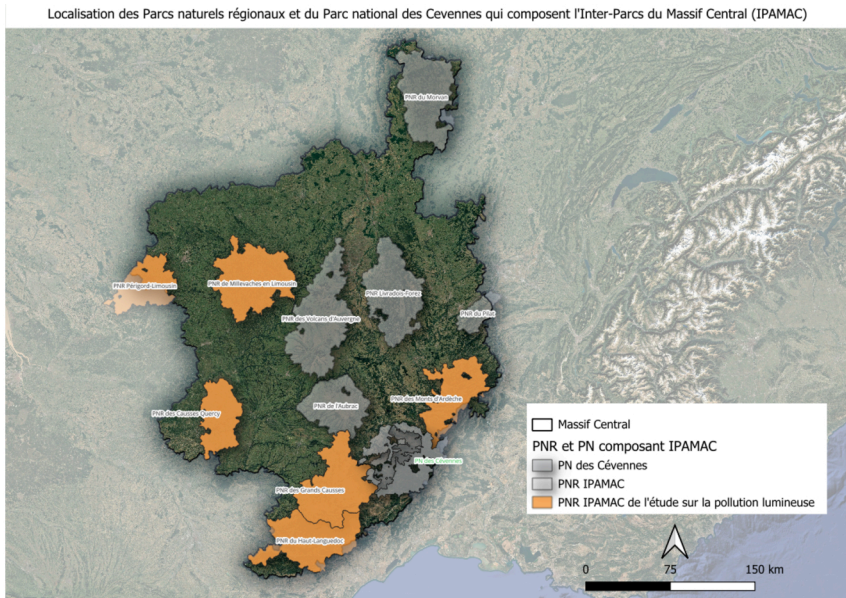 Localisation des Parcs naturels régionaux et du Parc national des Cevennes qui composent l'Inter-Parcs du Massif Central (IPAMAC)
PNR du Morvan
PNR Périgord-Limousin
PNR de Millevaches en Limousin
PNR Livradois-Forez
PNR des Volcans d'Auvergne
PNR du Pilat
PNR des Monts d'Ardèche
PNR de l'Aubrac
PNR des Causses Quercy
PN des Cévennes
PNR des Grands Causses
PNR du Haut-Languedoc
Massif Central
PNR et PN composant IPAMAC
PN des Cévennes
PNR IPAMAC
PNR IPAMAC de l'étude sur la pollution lumineuse
0 75 150 km